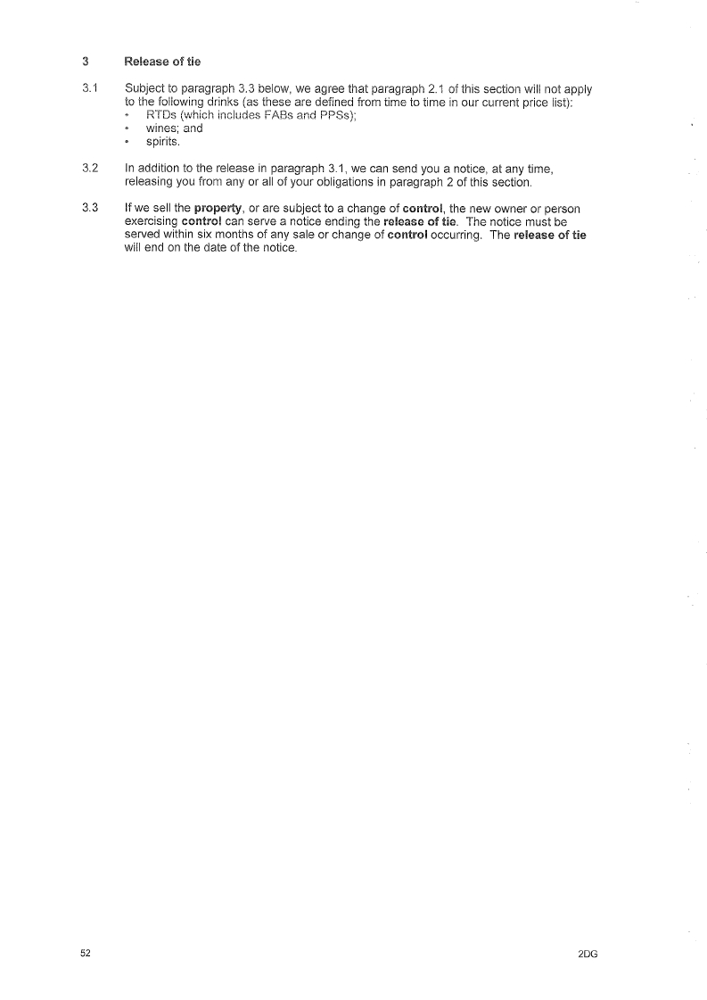 3 Release of tie
3.1 Subject to paragraph 3.3 below, we agree that paragraph 2.1 of this section will not apply
to the following drinks (as these are defined from time to time in our current price list):
• RTDs (which includes FABs and PPSs);
• wines; and
• spirits.
3.2 In addition to the release in paragraph 3.1, we can send you a notice, at any time,
releasing you from any or all of your obligations in paragraph 2 of this section.
3.3 If we sell the property, or are subject to a change of control, the new owner or person
exercising control can serve a notice ending the release of tie. The notice must be
served within six months of any sale or change of control occurring. The release of tie
will end on the date of the notice.
52 2DG